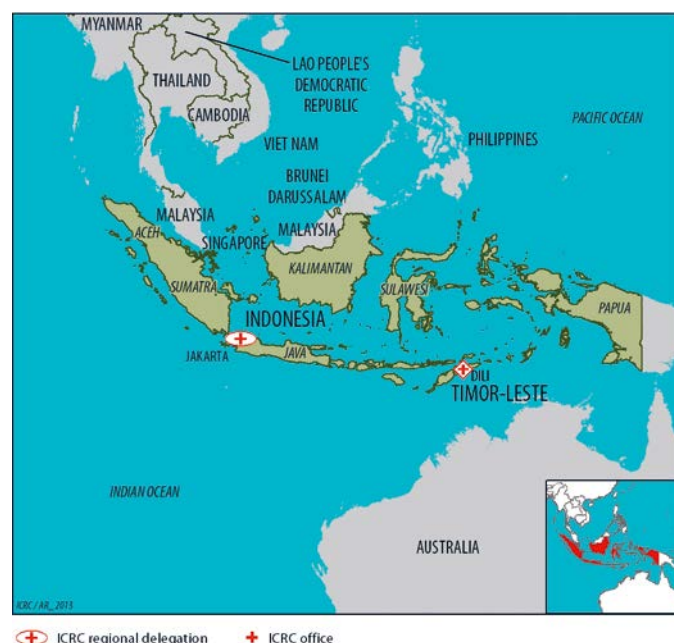 MYANMAR
LAO PEOPLE'S
DEMOCRATIC
REPUBLIC
THAILAND
CAMBODIA
PACIFIC OCEAN
VIET NAM
PHILIPPINES
BRUNEI
DARUSSALAM
MALAYSIA
MALAYSIA
ACEH
SINGAPORE
KALIMANTAN
SUMATRA
SULAWESI
PAPUA
INDONESIA
JAKARTA
JAVA
DILI
TIMOR-LESTE
INDIAN OCEAN
AUSTRALIA
ICRC / AR_2015
ICRC regional delegation
ICRC office